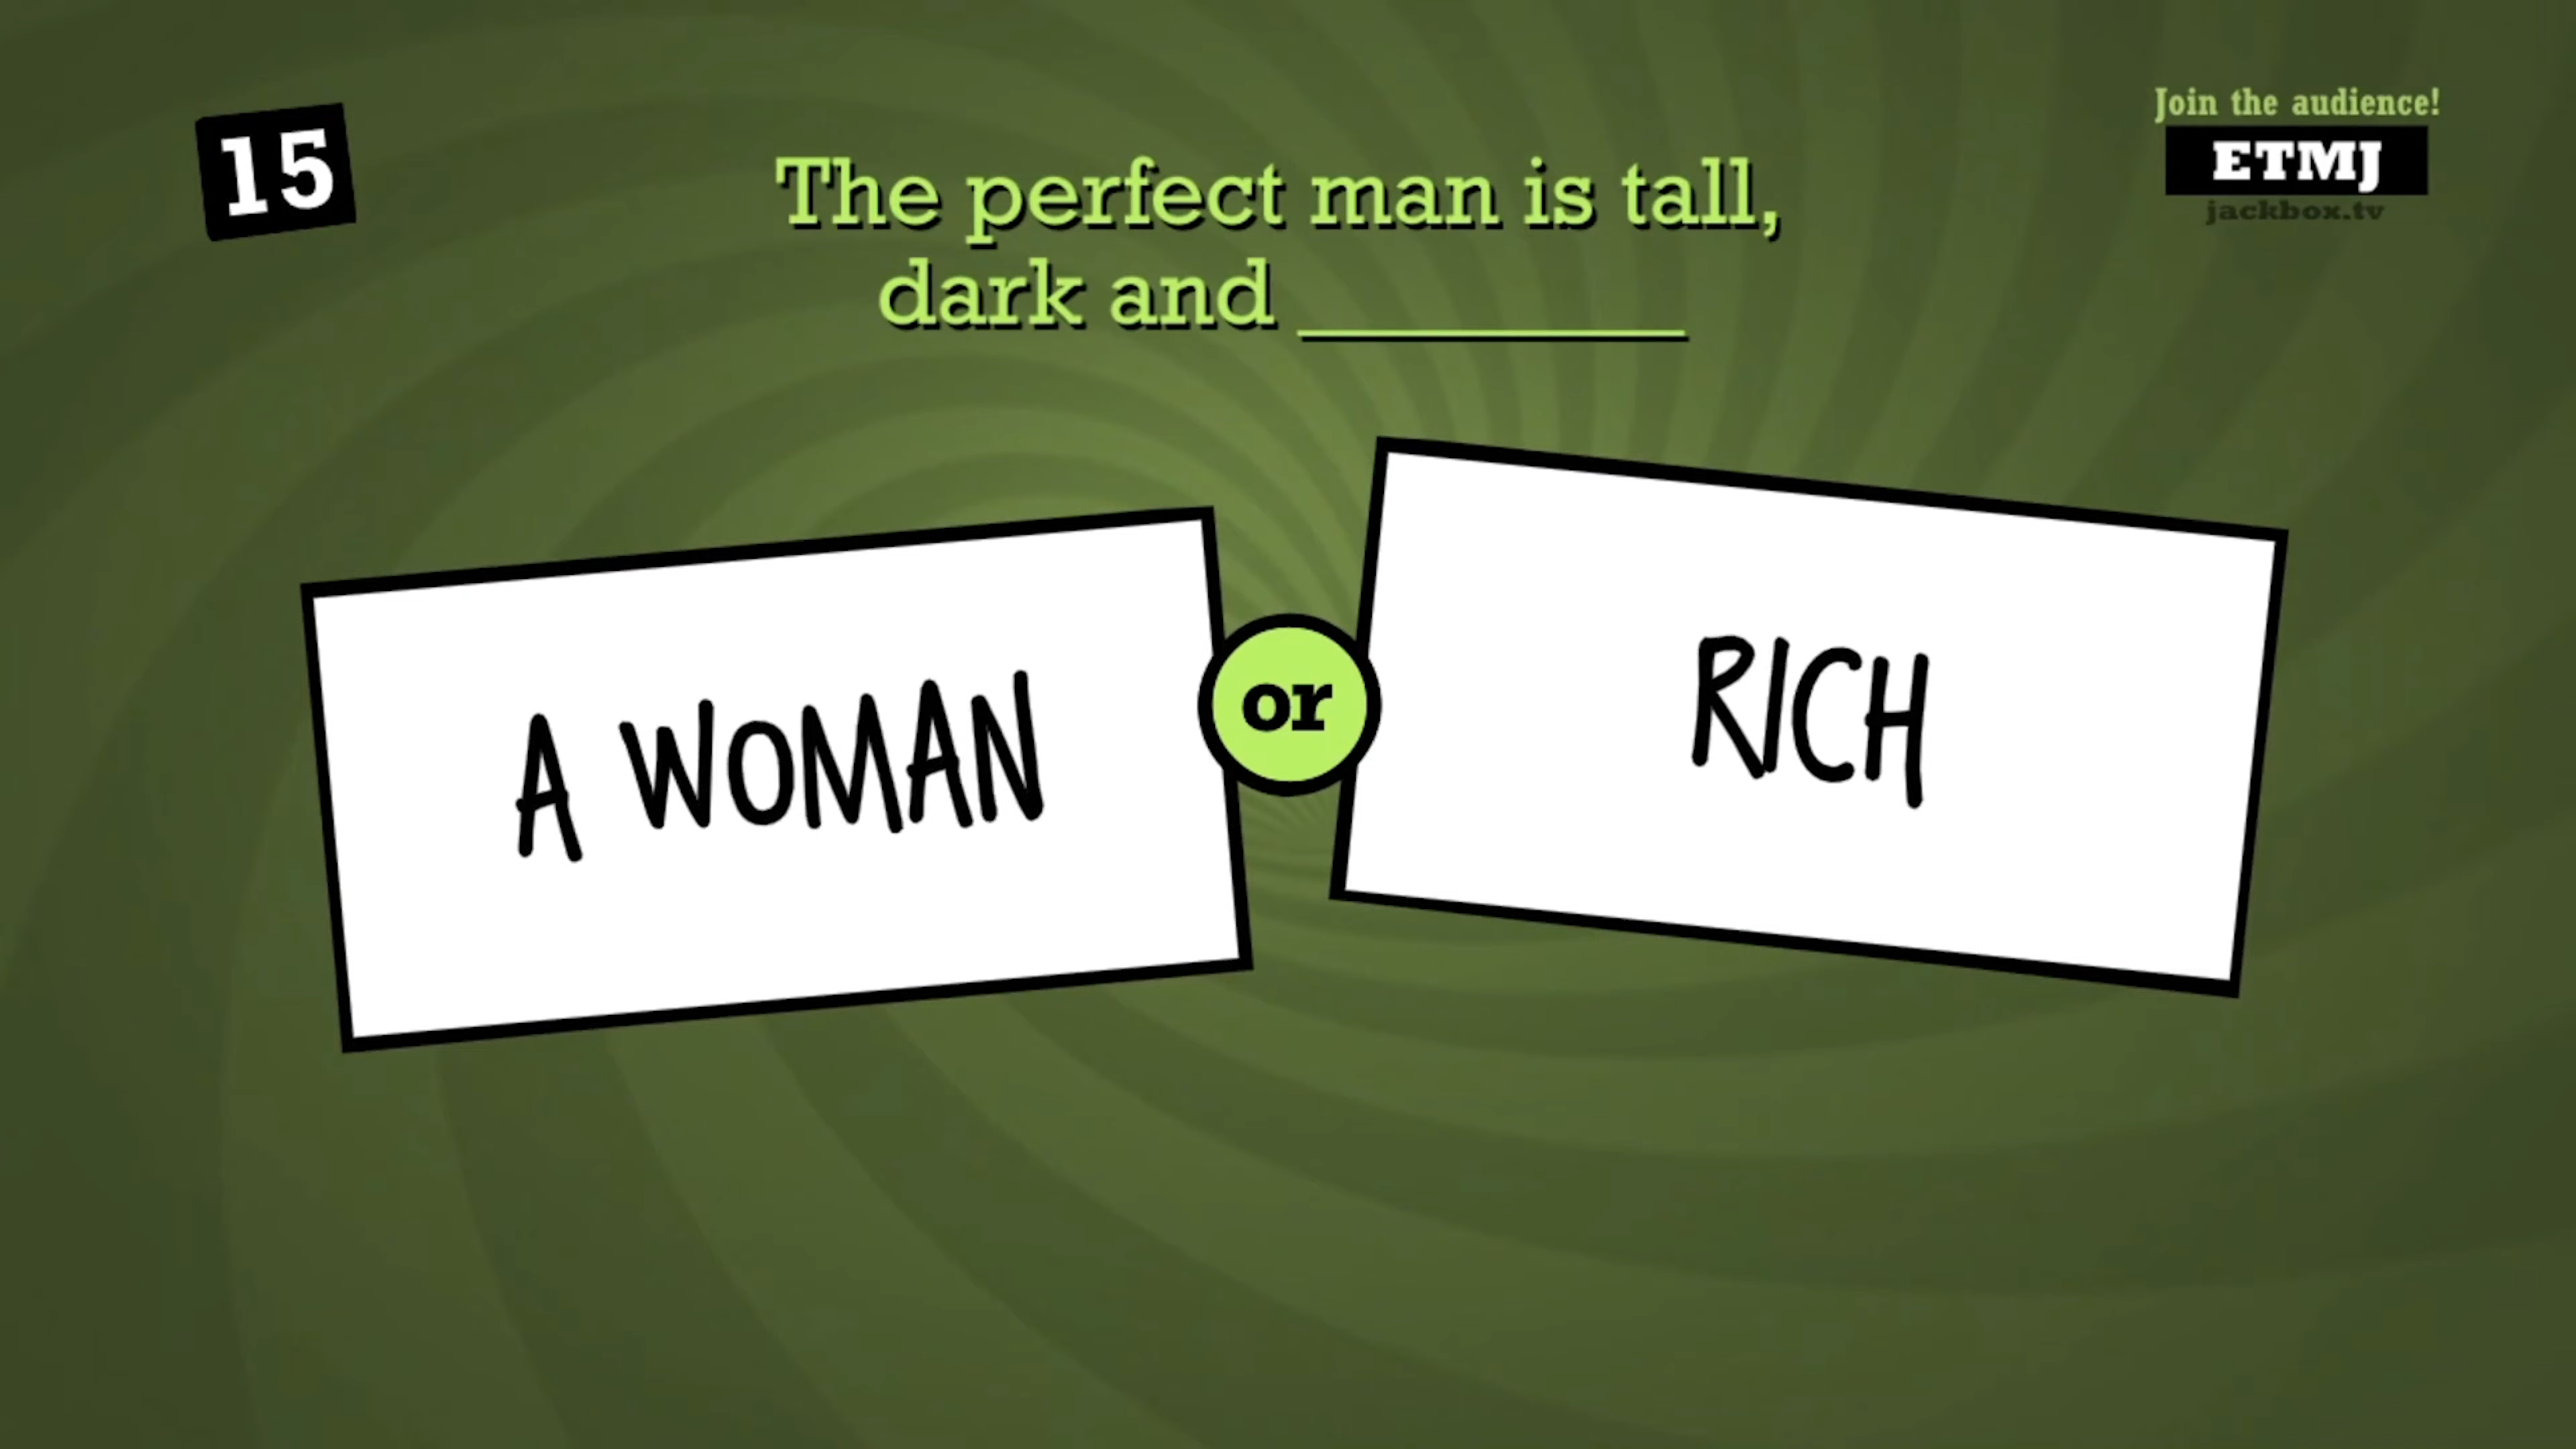 15
Join the audience!
ETMJ
jackbox.tv
The perfect man is tall,
dark and ________
A WOMAN
or
RICH